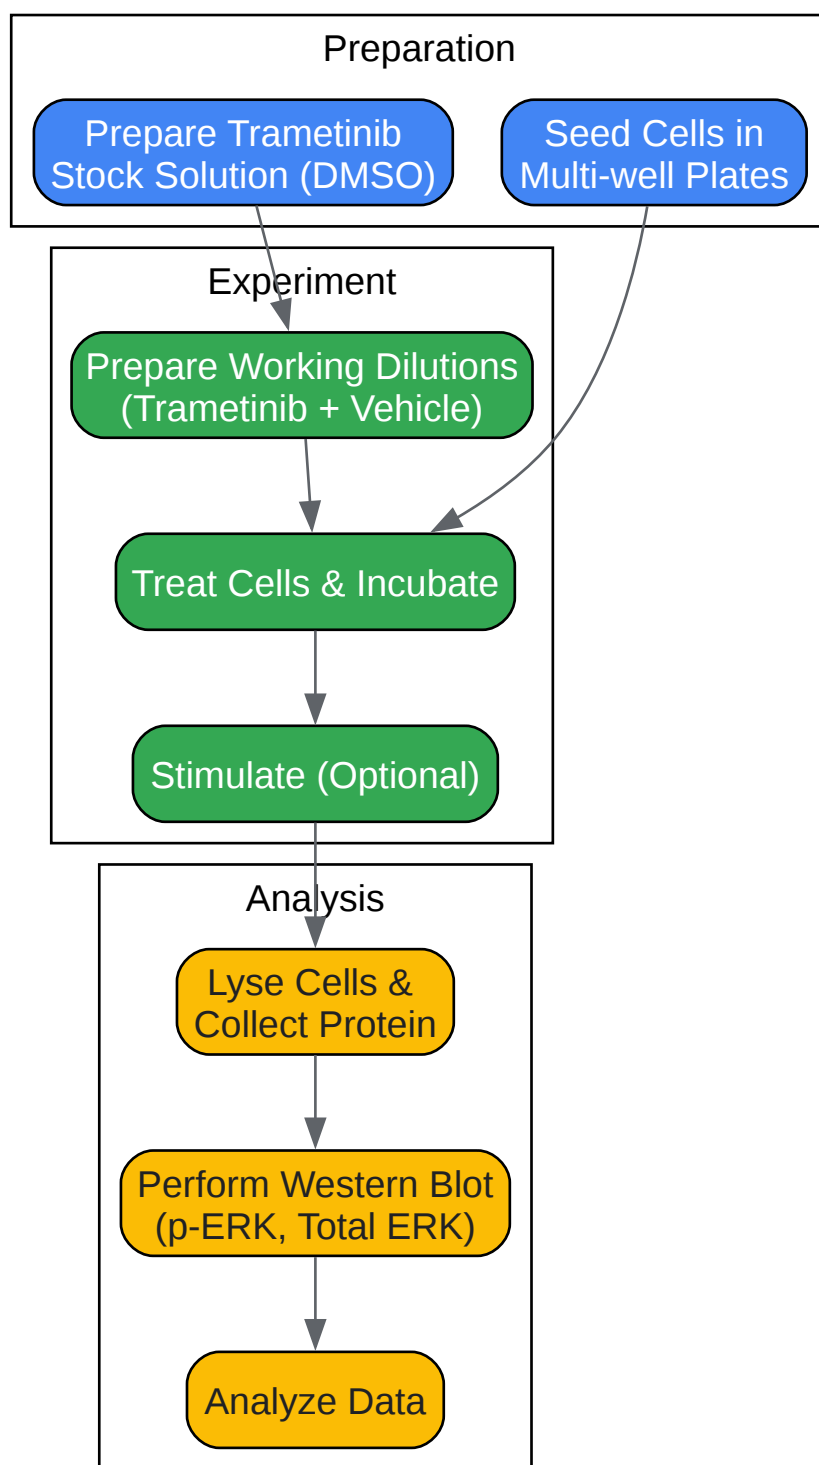 Preparation
Prepare Trametinib
Stock Solution (DMSO)
Seed Cells in
Multi-well Plates
Experiment
Prepare Working Dilutions
(Trametinib + Vehicle)
Treat Cells & Incubate
Stimulate (Optional)
Analysis
Lyse Cells &
Collect Protein
Perform Western Blot
(p-ERK, Total ERK)
Analyze Data